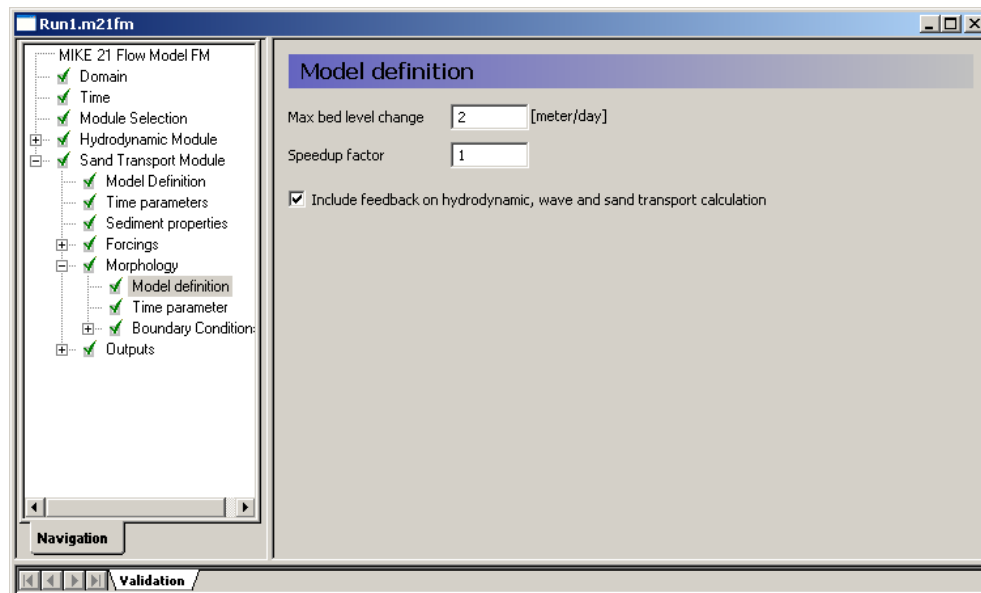 Run1.m21fm
MIKE 21 Flow Model FM
Domain
Time
Module Selection
Hydrodynamic Module
Sand Transport Module
Model Definition
Time parameters
Sediment properties
Forcings
Morphology
Model definition
Time parameter
Boundary Condition
Outputs
Navigation
Model definition
Max bed level change 2 [meter/day]
Speedup factor 1
Include feedback on hydrodynamic, wave and sand transport calculation
Validation